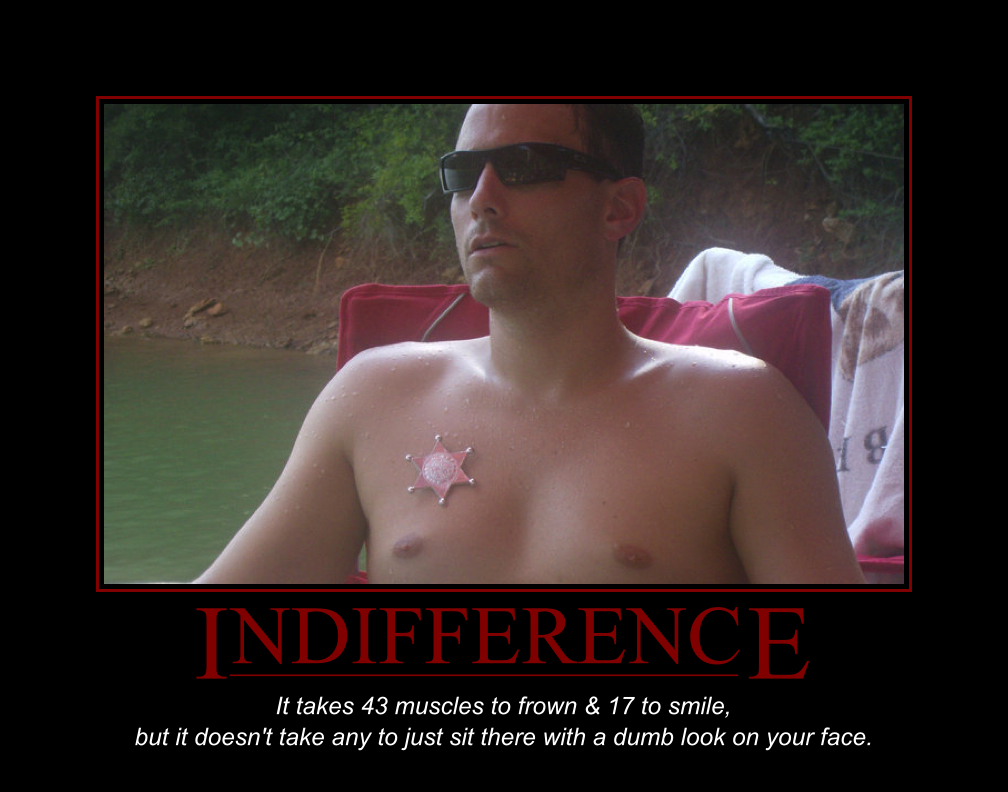 INDIFFERENCE
It takes 43 muscles to frown & 17 to smile,
but it doesn't take any to just sit there with a dumb look on your face.